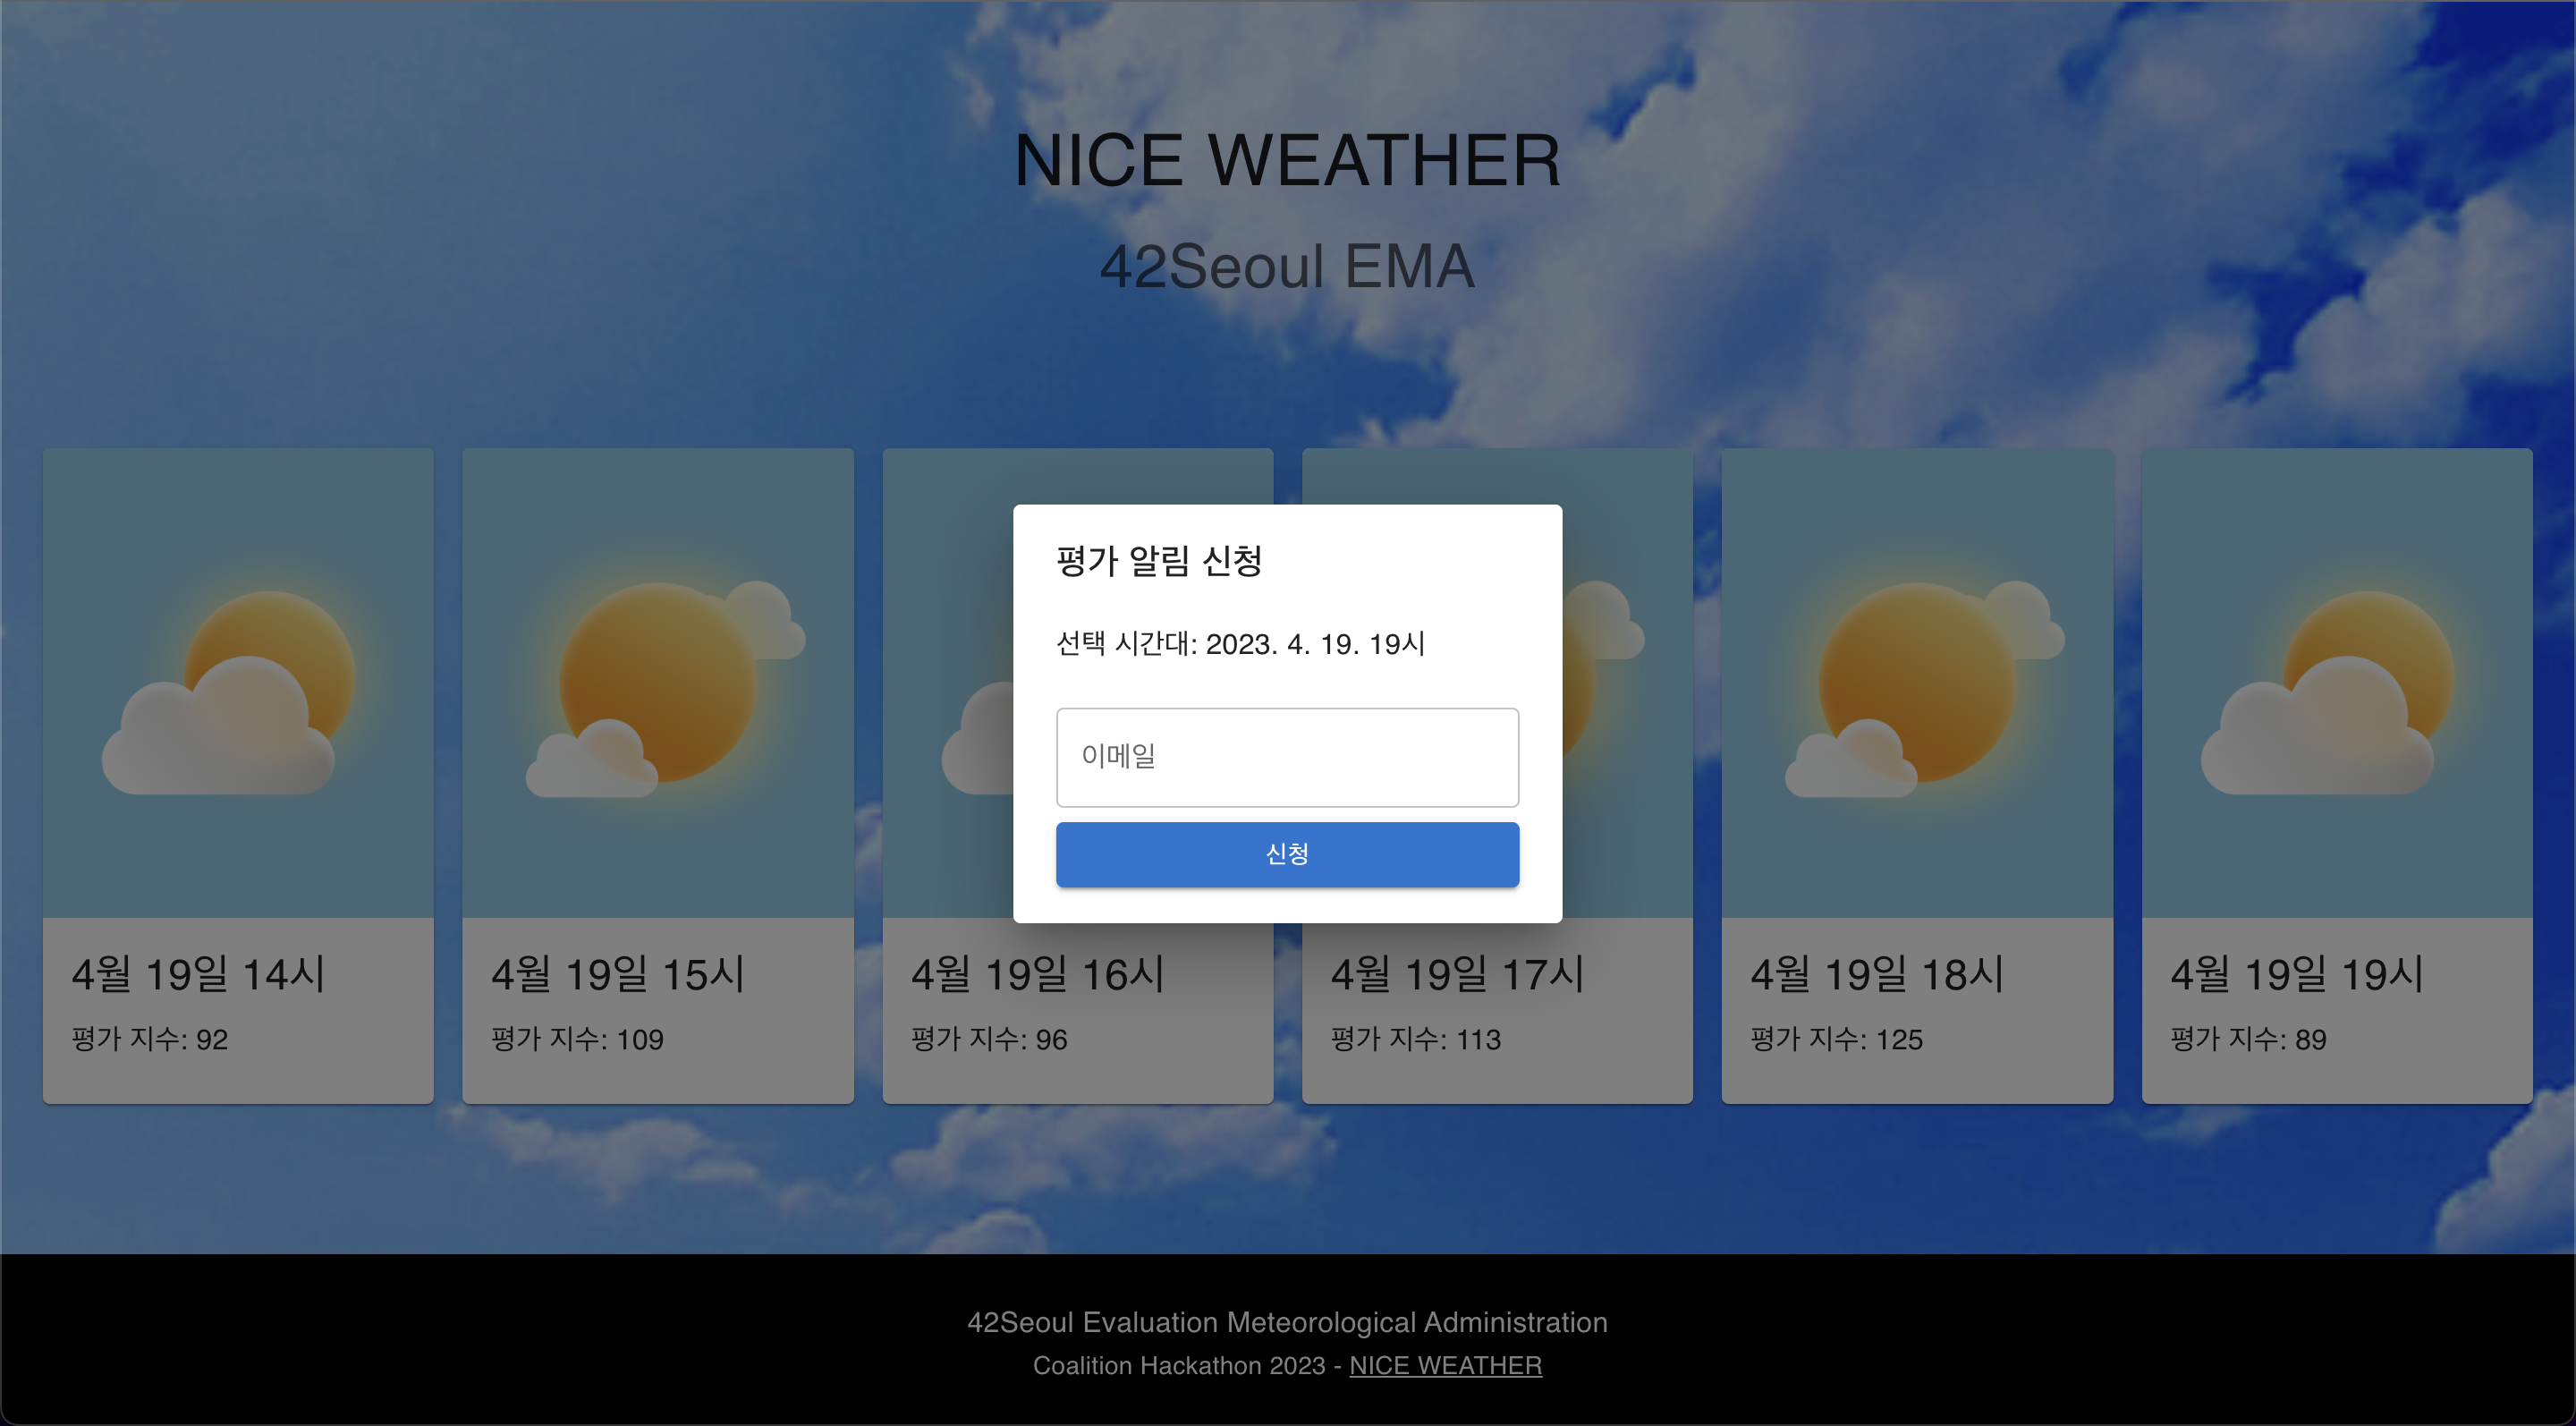 NICE WEATHER
42Seoul EMA
평가 알림 신청
선택 시간대: 2023. 4. 19. 19시
이메일
신청
4월 19일 14시
평가 지수: 92
4월 19일 15시
평가 지수: 109
4월 19일 16시
평가 지수: 96
4월 19일 17시
평가 지수: 113
4월 19일 18시
평가 지수: 125
4월 19일 19시
평가 지수: 89
42Seoul Evaluation Meteorological Administration
Coalition Hackathon 2023 - NICE WEATHER